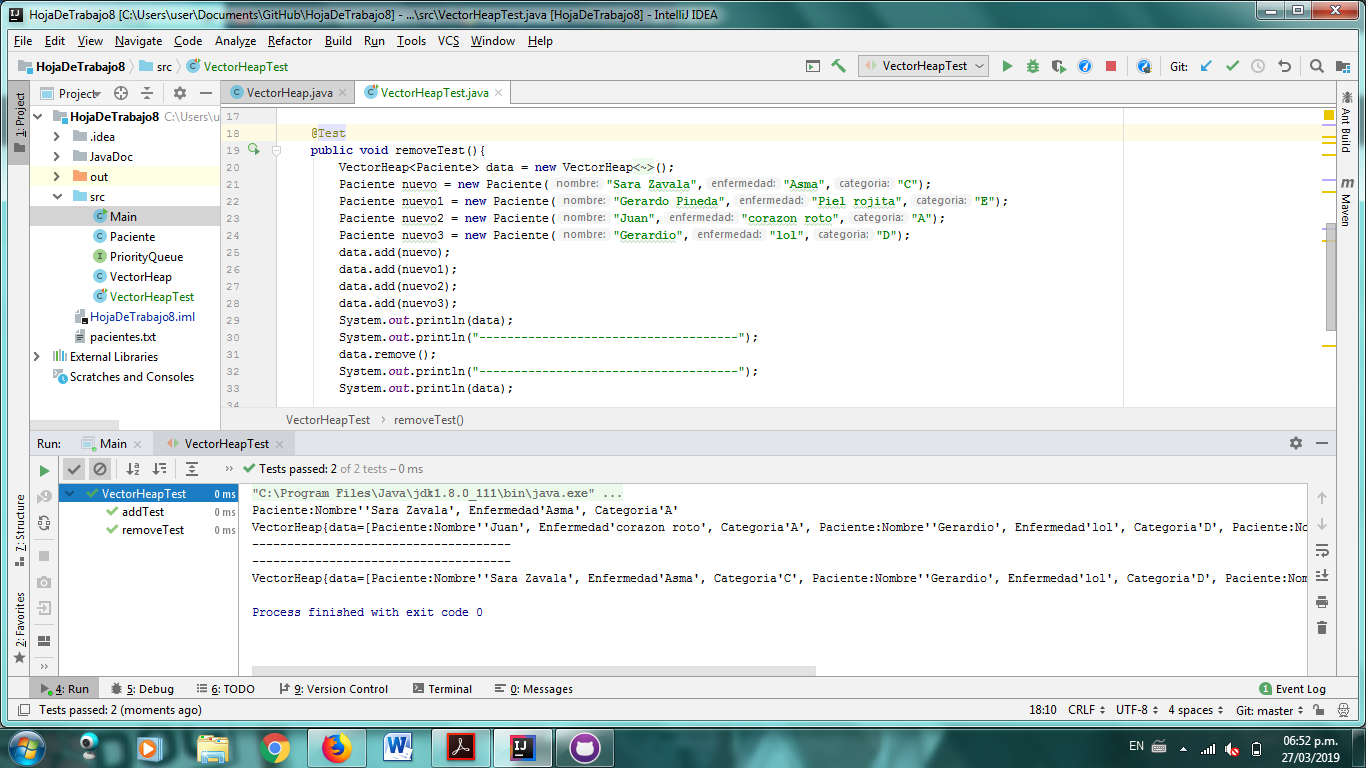 HojaDeTrabajo8 [C:\Users\user\Documents\GitHub\HojaDeTrabajo8] - ...\src\VectorHeapTest.java [HojaDeTrabajo8] - IntelliJ IDEA
File Edit View Navigate Code Analyze Refactor Build Run Tools VCS Window Help
HojaDeTrabajo8 src VectorHeapTest VectorHeapTest Git:
Project VectorHeap.java VectorHeapTest.java
1: Project
HojaDeTrabajo8 C:\Users\u
.idea
JavaDoc
out
src
Main
Paciente
PriorityQueue
VectorHeap
VectorHeapTest
HojaDeTrabajo8.iml
pacientes.txt
External Libraries
Scratches and Consoles
17
18 @Test
19 public void removeTest(){
20 VectorHeap<Paciente> data = new VectorHeap<~>();
21 Paciente nuevo = new Paciente( nombre: "Sara Zavala", enfermedad: "Asma", categoria: "C");
22 Paciente nuevo1 = new Paciente( nombre: "Gerardo Pineda", enfermedad: "Piel rojita", categoria: "E");
23 Paciente nuevo2 = new Paciente( nombre: "Juan", enfermedad: "corazon roto", categoria: "A");
24 Paciente nuevo3 = new Paciente( nombre: "Gerardio", enfermedad: "lol", categoria: "D");
25 data.add(nuevo);
26 data.add(nuevo1);
27 data.add(nuevo2);
28 data.add(nuevo3);
29 System.out.println(data);
30 System.out.println("-------------------------------------");
31 data.remove();
32 System.out.println("-------------------------------------");
33 System.out.println(data);
34
VectorHeapTest removeTest()
Ant Build
Maven
Run: Main VectorHeapTest
Tests passed: 2 of 2 tests – 0 ms
VectorHeapTest 0 ms
addTest 0 ms
removeTest 0 ms
"C:\Program Files\Java\jdk1.8.0_111\bin\java.exe" ...
Paciente:Nombre''Sara Zavala', Enfermedad'Asma', Categoria'A'
VectorHeap{data=[Paciente:Nombre''Juan', Enfermedad'corazon roto', Categoria'A', Paciente:Nombre''Gerardio', Enfermedad'lol', Categoria'D', Paciente:No
-------------------------------------
-------------------------------------
VectorHeap{data=[Paciente:Nombre''Sara Zavala', Enfermedad'Asma', Categoria'C', Paciente:Nombre''Gerardio', Enfermedad'lol', Categoria'D', Paciente:Nom
Process finished with exit code 0
7: Structure
2: Favorites
4: Run 5: Debug 6: TODO 9: Version Control Terminal 0: Messages 1 Event Log
Tests passed: 2 (moments ago) 18:10 CRLF UTF-8 4 spaces Git: master
EN 06:52 p.m.
27/03/2019